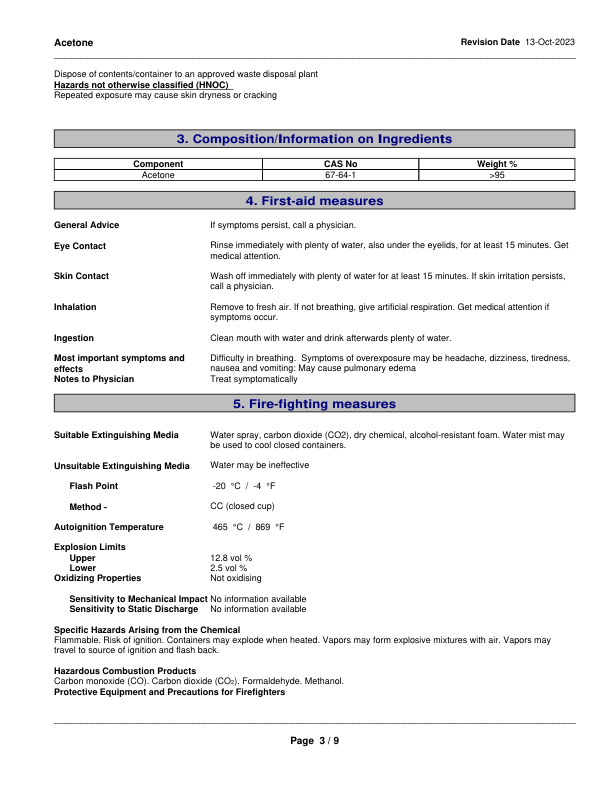 Acetone
Revision Date 13-Oct-2023
Dispose of contents/container to an approved waste disposal plant
Hazards not otherwise classified (HNOC)
Repeated exposure may cause skin dryness or cracking
3. Composition/Information on Ingredients
Component CAS No Weight %
Acetone 67-64-1 >95
4. First-aid measures
General Advice If symptoms persist, call a physician.
Eye Contact Rinse immediately with plenty of water, also under the eyelids, for at least 15 minutes. Get
medical attention.
Skin Contact Wash off immediately with plenty of water for at least 15 minutes. If skin irritation persists,
call a physician.
Inhalation Remove to fresh air. If not breathing, give artificial respiration. Get medical attention if
symptoms occur.
Ingestion Clean mouth with water and drink afterwards plenty of water.
Most important symptoms and Difficulty in breathing. Symptoms of overexposure may be headache, dizziness, tiredness,
effects nausea and vomiting: May cause pulmonary edema
Notes to Physician Treat symptomatically
5. Fire-fighting measures
Suitable Extinguishing Media Water spray, carbon dioxide (CO2), dry chemical, alcohol-resistant foam. Water mist may
be used to cool closed containers.
Unsuitable Extinguishing Media Water may be ineffective
Flash Point -20 °C / -4 °F
Method - CC (closed cup)
Autoignition Temperature 465 °C / 869 °F
Explosion Limits
Upper 12.8 vol %
Lower 2.5 vol %
Oxidizing Properties Not oxidising
Sensitivity to Mechanical Impact No information available
Sensitivity to Static Discharge No information available
Specific Hazards Arising from the Chemical
Flammable. Risk of ignition. Containers may explode when heated. Vapors may form explosive mixtures with air. Vapors may
travel to source of ignition and flash back.
Hazardous Combustion Products
Carbon monoxide (CO). Carbon dioxide (CO₂). Formaldehyde. Methanol.
Protective Equipment and Precautions for Firefighters
Page 3 / 9